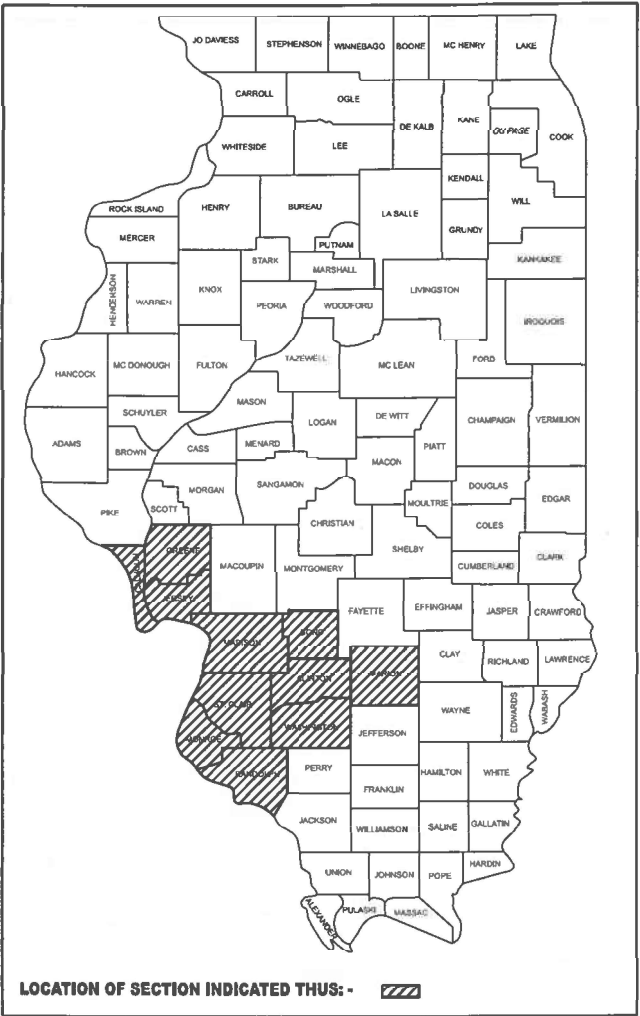 JO DAVIESS STEPHENSON WINNEBAGO BOONE MC HENRY LAKE
CARROLL OGLE DE KALB KANE DU PAGE COOK
WHITESIDE LEE
KENDALL WILL
ROCK ISLAND HENRY BUREAU LA SALLE GRUNDY
MERCER PUTNAM
STARK MARSHALL KANKAKEE
HENDERSON WARREN KNOX PEORIA WOODFORD LIVINGSTON IROQUOIS
HANCOCK MC DONOUGH FULTON TAZEWELL MC LEAN FORD
SCHUYLER MASON LOGAN DE WITT CHAMPAIGN VERMILION
ADAMS BROWN CASS MENARD PIATT
MACON
PIKE SCOTT MORGAN SANGAMON MOULTRIE DOUGLAS EDGAR
CHRISTIAN COLES
CALHOUN GREENE MACOUPIN MONTGOMERY SHELBY CUMBERLAND CLARK
JERSEY FAYETTE EFFINGHAM JASPER CRAWFORD
MADISON BOND
CLAY RICHLAND LAWRENCE
CLINTON MARION
ST. CLAIR WAYNE EDWARDS WABASH
WASHINGTON JEFFERSON
MONROE
RANDOLPH PERRY HAMILTON WHITE
FRANKLIN
JACKSON WILLIAMSON SALINE GALLATIN
UNION JOHNSON POPE HARDIN
ALEXANDER PULASKI MASSAC
LOCATION OF SECTION INDICATED THUS: -